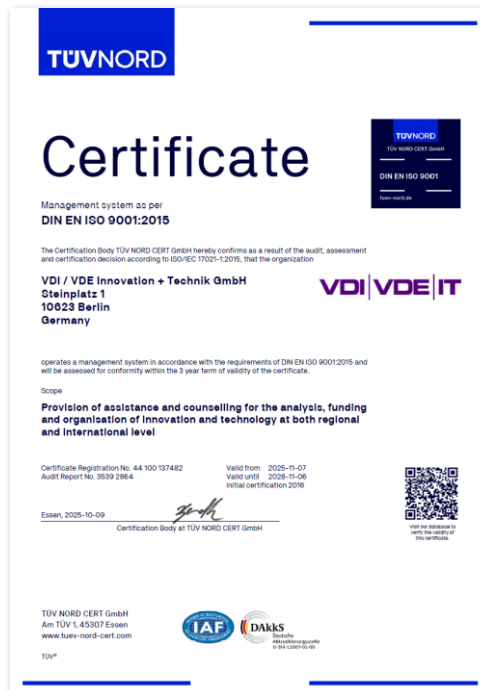 TÜVNORD
Certificate
TÜVNORD
TÜV NORD CERT GmbH
DIN EN ISO 9001
tuev-nord.de
Management system as per
DIN EN ISO 9001:2015
The Certification Body TÜV NORD CERT GmbH hereby confirms as a result of the audit, assessment
and certification decision according to ISO/IEC 17021-1:2015, that the organization
VDI / VDE Innovation + Technik GmbH
Steinplatz 1
10623 Berlin
Germany
VDI|VDE|IT
operates a management system in accordance with the requirements of DIN EN ISO 9001:2015 and
will be assessed for conformity within the 3 year term of validity of the certificate.
Scope
Provision of assistance and counselling for the analysis, funding
and organisation of innovation and technology at both regional
and international level
Certificate Registration No. 44 100 137482
Audit Report No. 3539 2864
Valid from 2025-11-07
Valid until 2028-11-06
Initial certification 2016
Essen, 2025-10-09
Certification Body at TÜV NORD CERT GmbH
Visit our database to
verify the validity of
this certificate.
TÜV NORD CERT GmbH
Am TÜV 1, 45307 Essen
www.tuev-nord-cert.com
TÜV®
IAF
DAkkS
Deutsche
Akkreditierungsstelle
D-ZM-12007-01-00